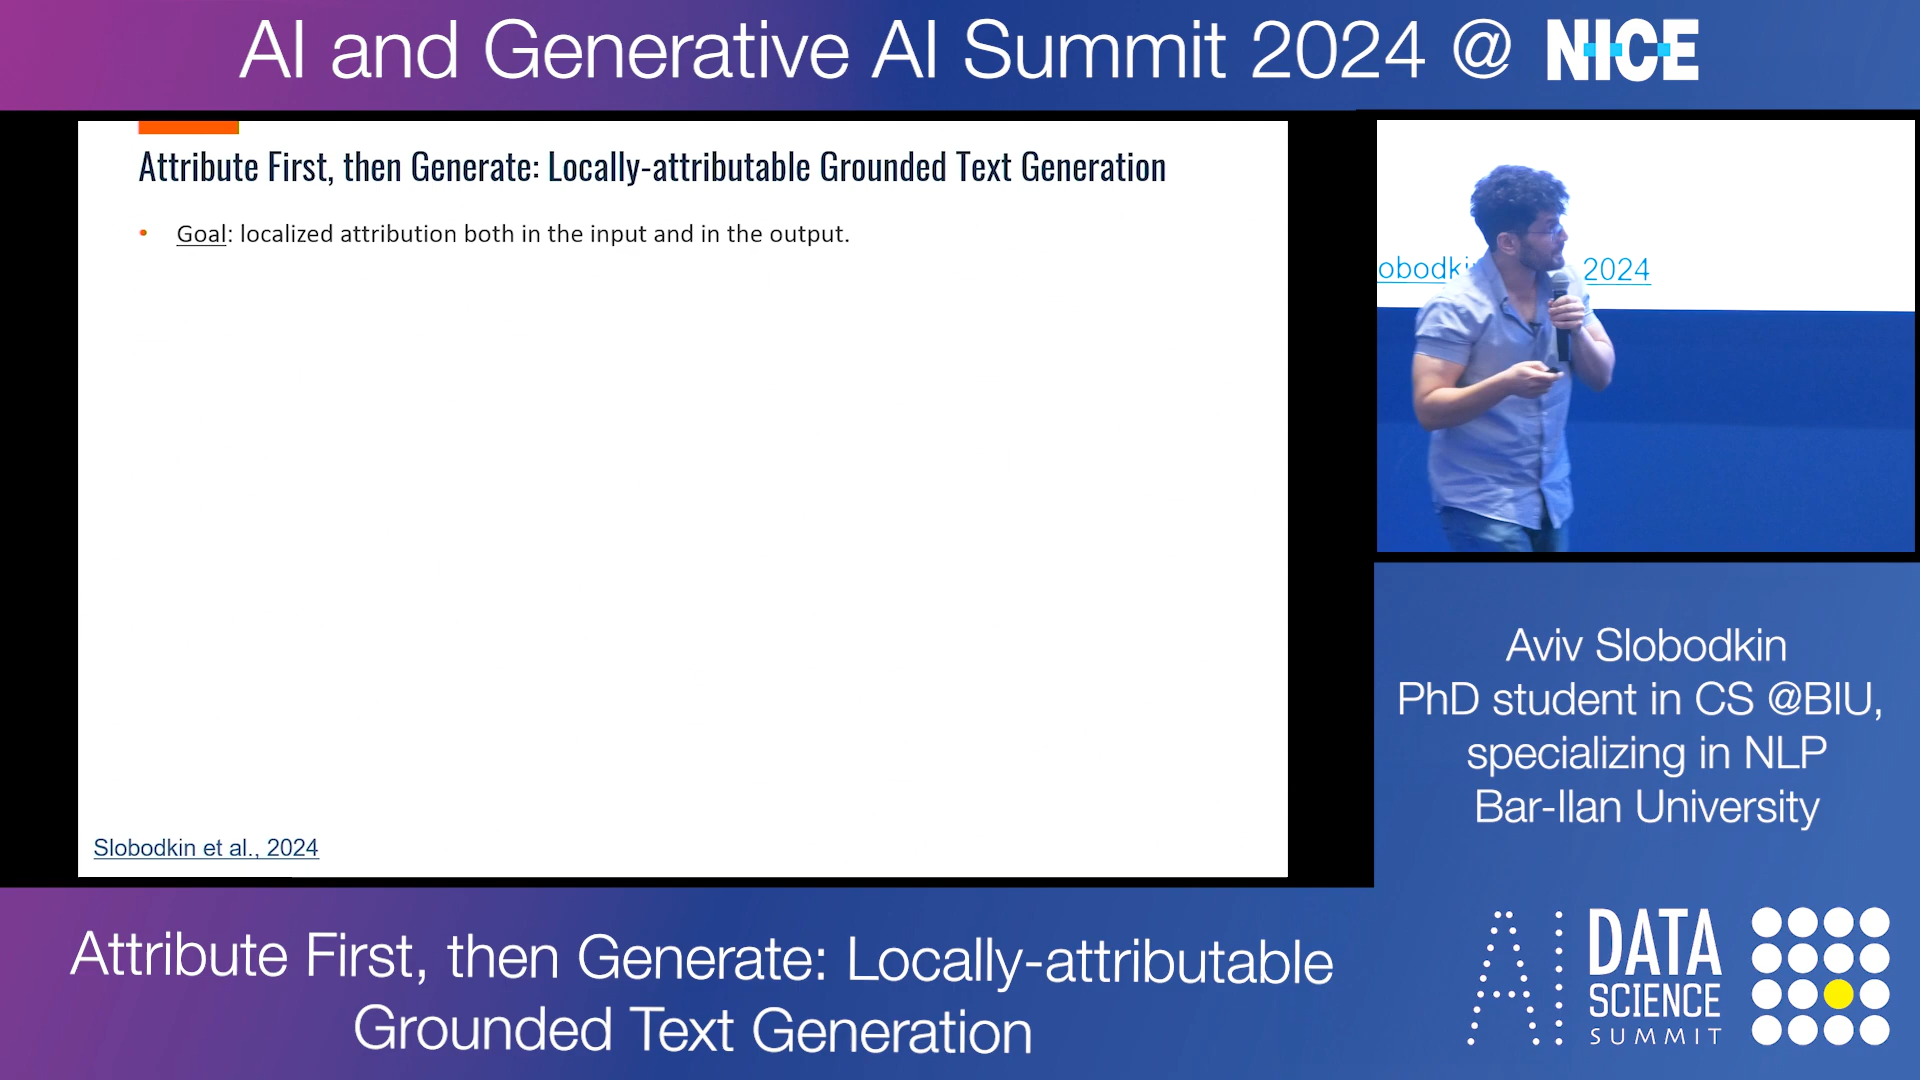 AI and Generative AI Summit 2024 @ NICE
Attribute First, then Generate: Locally-attributable Grounded Text Generation
• Goal: localized attribution both in the input and in the output.
Slobodkin et al., 2024
obodki 2024
Aviv Slobodkin
PhD student in CS @BIU,
specializing in NLP
Bar-Ilan University
Attribute First, then Generate: Locally-attributable
Grounded Text Generation
AI
DATA
SCIENCE
SUMMIT